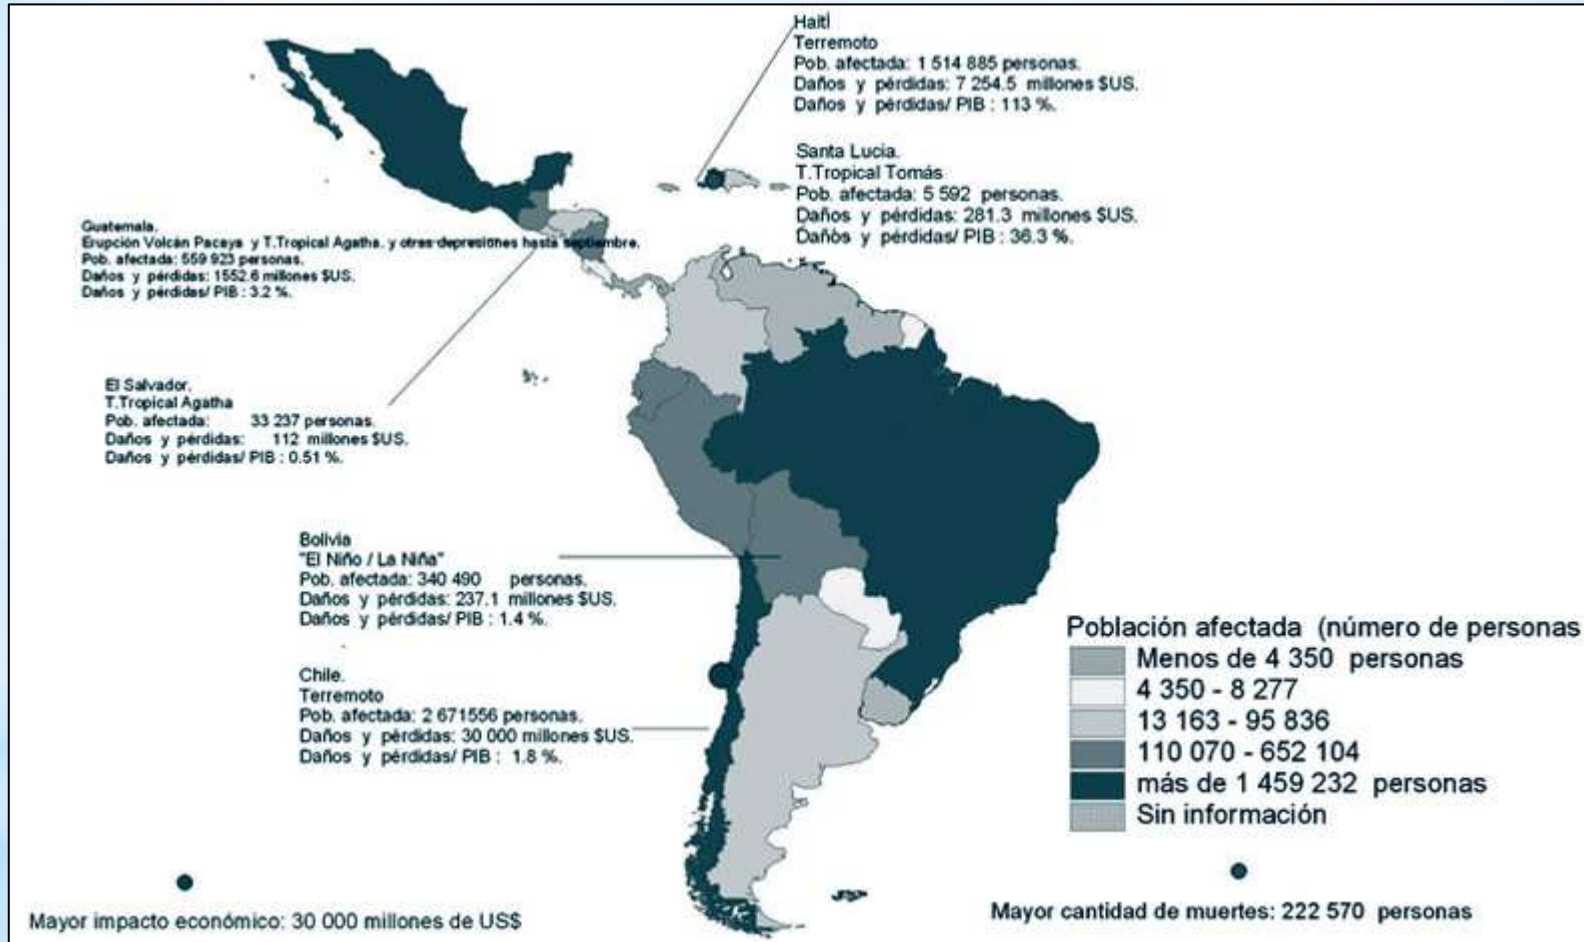 Haití
Terremoto
Pob. afectada: 1 514 885 personas.
Daños y pérdidas: 7 254.5 millones $US.
Daños y pérdidas/ PIB : 113 %.
Santa Lucia.
T.Tropical Tomás
Pob. afectada: 5 592 personas.
Daños y pérdidas: 281.3 millones $US.
Daños y pérdidas/ PIB : 36.3 %.
Guatemala.
Erupción Volcán Pacaya y T.Tropical Agatha. y otras depresiones hasta septiembre.
Pob. afectada: 559 923 personas.
Daños y pérdidas: 1552.6 millones $US.
Daños y pérdidas/ PIB : 3.2 %.
El Salvador.
T.Tropical Agatha
Pob. afectada: 33 237 personas.
Daños y pérdidas: 112 millones $US.
Daños y pérdidas/ PIB : 0.51 %.
Bolivia
"El Niño / La Niña"
Pob. afectada: 340 490 personas.
Daños y pérdidas: 237.1 millones $US.
Daños y pérdidas/ PIB : 1.4 %.
Chile.
Terremoto
Pob. afectada: 2 671556 personas.
Daños y pérdidas: 30 000 millones $US.
Daños y pérdidas/ PIB : 1.8 %.
Población afectada (número de personas
Menos de 4 350 personas
4 350 - 8 277
13 163 - 95 836
110 070 - 652 104
más de 1 459 232 personas
Sin información
Mayor impacto económico: 30 000 millones de US$
Mayor cantidad de muertes: 222 570 personas